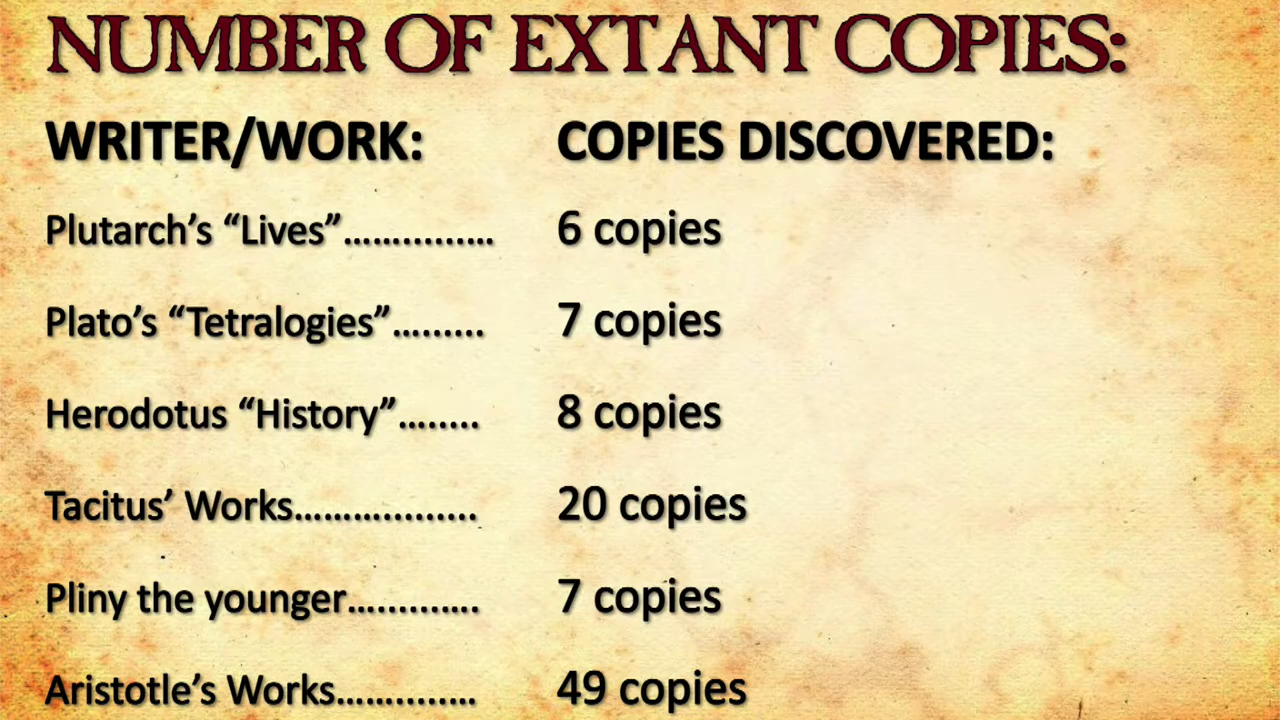 NUMBER OF EXTANT COPIES:
WRITER/WORK: COPIES DISCOVERED:
Plutarch’s “Lives”............... 6 copies
Plato’s “Tetralogies”......... 7 copies
Herodotus “History”........ 8 copies
Tacitus’ Works.................. 20 copies
Pliny the younger............. 7 copies
Aristotle’s Works.............. 49 copies